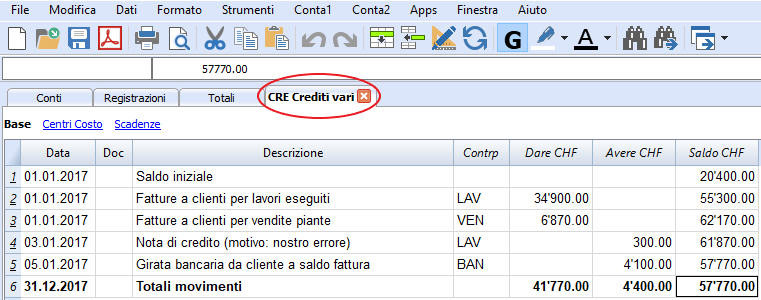 File Modifica Dati Formato Strumenti Conta1 Conta2 Apps Finestra Aiuto
G A
57770.00
Conti Registrazioni Totali CRE Crediti vari
Base Centri Costo Scadenze
Data Doc Descrizione Contrp Dare CHF Avere CHF Saldo CHF
1 01.01.2017 Saldo iniziale 20'400.00
2 01.01.2017 Fatture a clienti per lavori eseguiti LAV 34'900.00 55'300.00
3 01.01.2017 Fatture a clienti per vendite piante VEN 6'870.00 62'170.00
4 03.01.2017 Nota di credito (motivo: nostro errore) LAV 300.00 61'870.00
5 05.01.2017 Girata bancaria da cliente a saldo fattura BAN 4'100.00 57'770.00
6 31.12.2017 Totali movimenti 41'770.00 4'400.00 57'770.00